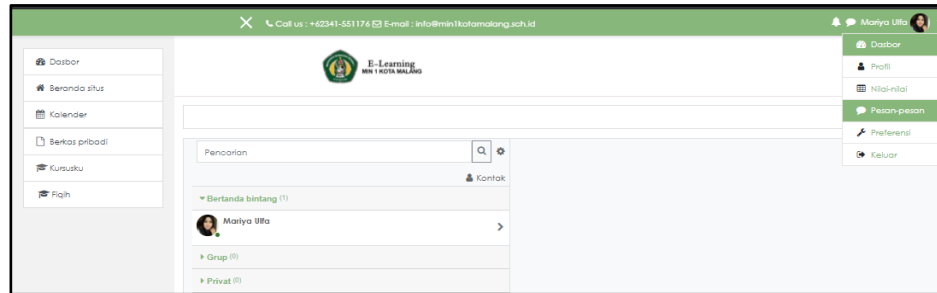 Call us : +62341-551176 E-mail : info@min1kotamalang.sch.id
Mariya Ulfa
Dasbor
Beranda situs
Kalender
Berkas pribadi
Kursusku
Fiqih
E-Learning
MIN 1 KOTA MALANG
Dasbor
Profil
Nilai-nilai
Pesan-pesan
Preferensi
Keluar
Pencarian
Kontak
Bertanda bintang (1)
Mariya Ulfa
Grup (0)
Privat (0)